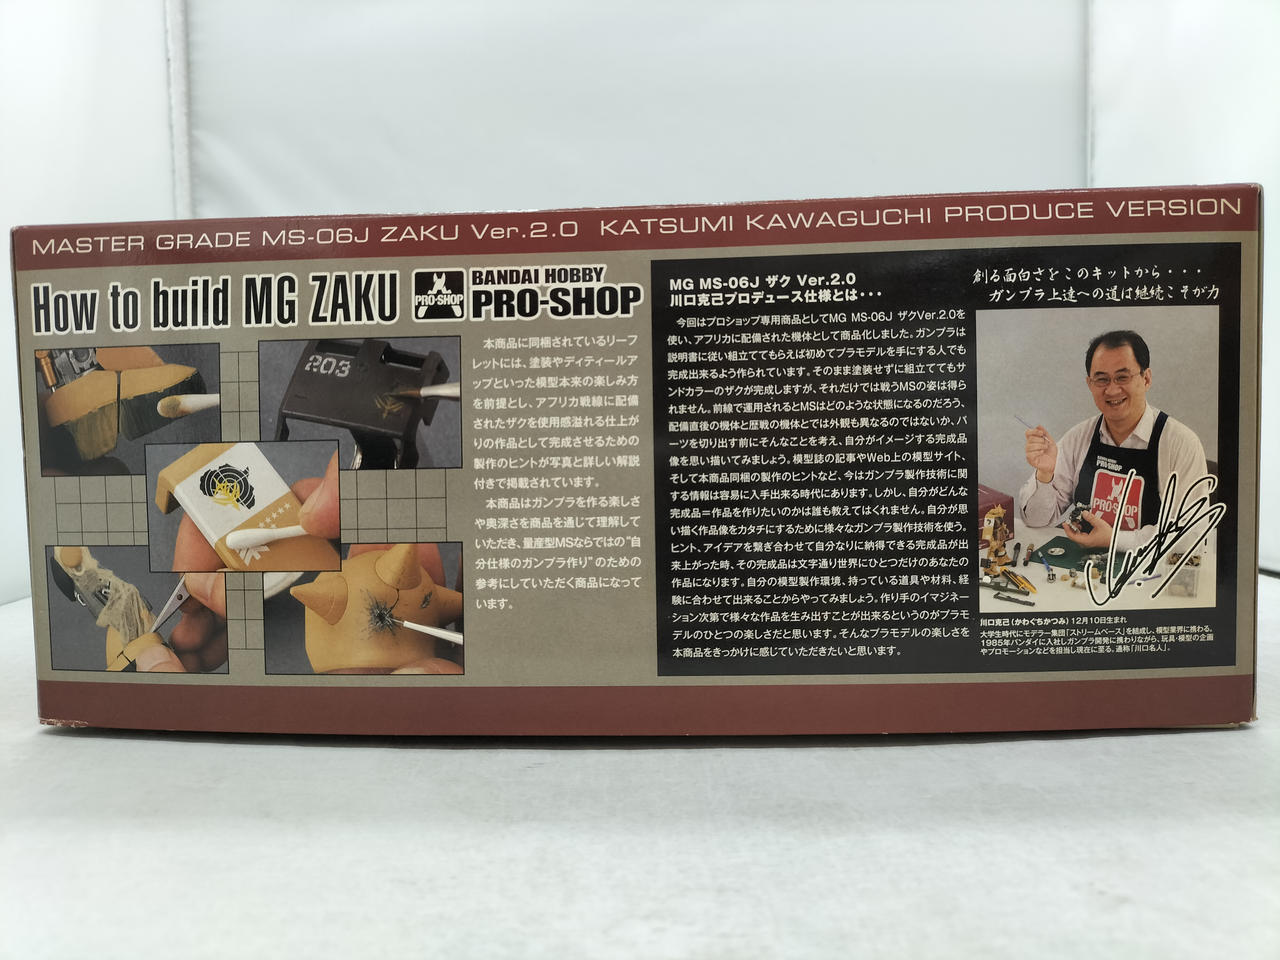 MASTER GRADE MS-06J ZAKU Ver.2.0 KATSUMI KAWAGUCHI PRODUCE VERSION
How to build MG ZAKU
PRO-SHOP
BANDAI HOBBY
PRO-SHOP
203
本商品に同梱されているリーフ
レットには、塗装やディティールア
ップといった模型本来の楽しみ方
を前提とし、アフリカ戦線に配備
されたザクを使用感溢れる仕上が
りの作品として完成させるための
製作のヒントが写真と詳しい解説
付きで掲載されています。
本商品はガンプラを作る楽しさ
や奥深さを商品を通じて理解して
いただき、量産型MSならではの"自
分仕様のガンプラ作り"のための
参考にしていただく商品になって
います。
MG MS-06J ザク Ver.2.0
川口克己プロデュース仕様とは・・・
今回はプロショップ専用商品としてMG MS-06J ザクVer.2.0を
使い、アフリカに配備された機体として商品化しました。ガンプラは
説明書に従い組立ててもらえば初めてプラモデルを手にする人でも
完成出来るよう作られています。そのまま塗装せずに組立ててもサ
ンドカラーのザクが完成しますが、それだけでは戦うMSの姿は得ら
れません。前線で運用されるとMSはどのような状態になるのだろう、
配備直後の機体と歴戦の機体とでは外観も異なるのではないか、パ
ーツを切り出す前にそんなことを考え、自分がイメージする完成品
像を思い描いてみましょう。模型誌の記事やWeb上の模型サイト、
そして本商品同梱の製作のヒントなど、今はガンプラ製作技術に関
する情報は容易に入手出来る時代にあります。しかし、自分がどんな
完成品=作品を作りたいのかは誰も教えてはくれません。自分が思
い描く作品像をカタチにするために様々なガンプラ製作技術を使う。
ヒント、アイデアを繋ぎ合わせて自分なりに納得できる完成品が出
来上がった時、その完成品は文字通り世界にひとつだけのあなたの
作品になります。自分の模型製作環境、持っている道具や材料、経
験に合わせて出来ることからやってみましょう。作り手のイマジネー
ション次第で様々な作品を生み出すことが出来るというのがプラモ
デルのひとつの楽しさだと思います。そんなプラモデルの楽しさを
本商品をきっかけに感じていただきたいと思います。
創る面白さをこのキットから・・・
ガンプラ上達への道は継続こそが力
BANDAI HOBBY
PRO-SHOP
PRO-SHOP
川口克己(かわぐちかつみ) 12月10日生まれ
大学生時代にモデラー集団「ストリームベース」を結成し、模型業界に携わる。
1985年バンダイに入社しガンプラ開発に携わりながら、玩具・模型の企画
やプロモーションなどを担当し現在に至る。通称「川口名人」。